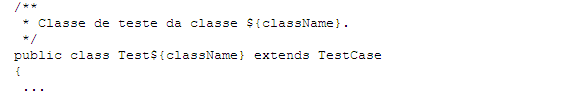 /**
* Classe de teste da classe ${className}.
*/
public class Test${className} extends TestCase
{
...